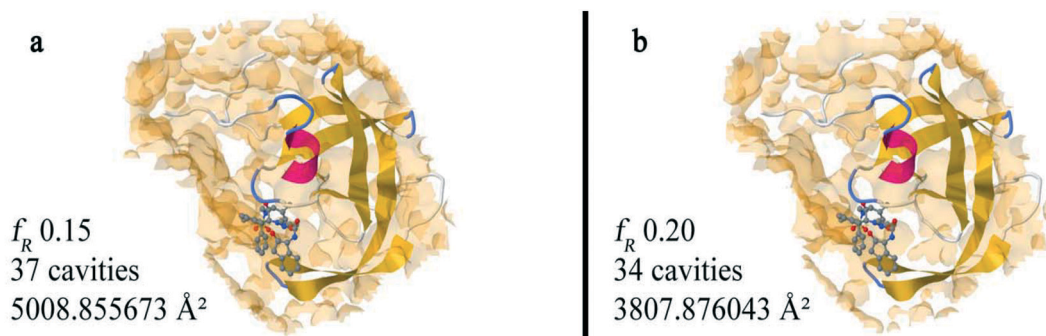 a
f_R 0.15
37 cavities
5008.855673 Å²
b
f_R 0.20
34 cavities
3807.876043 Å²